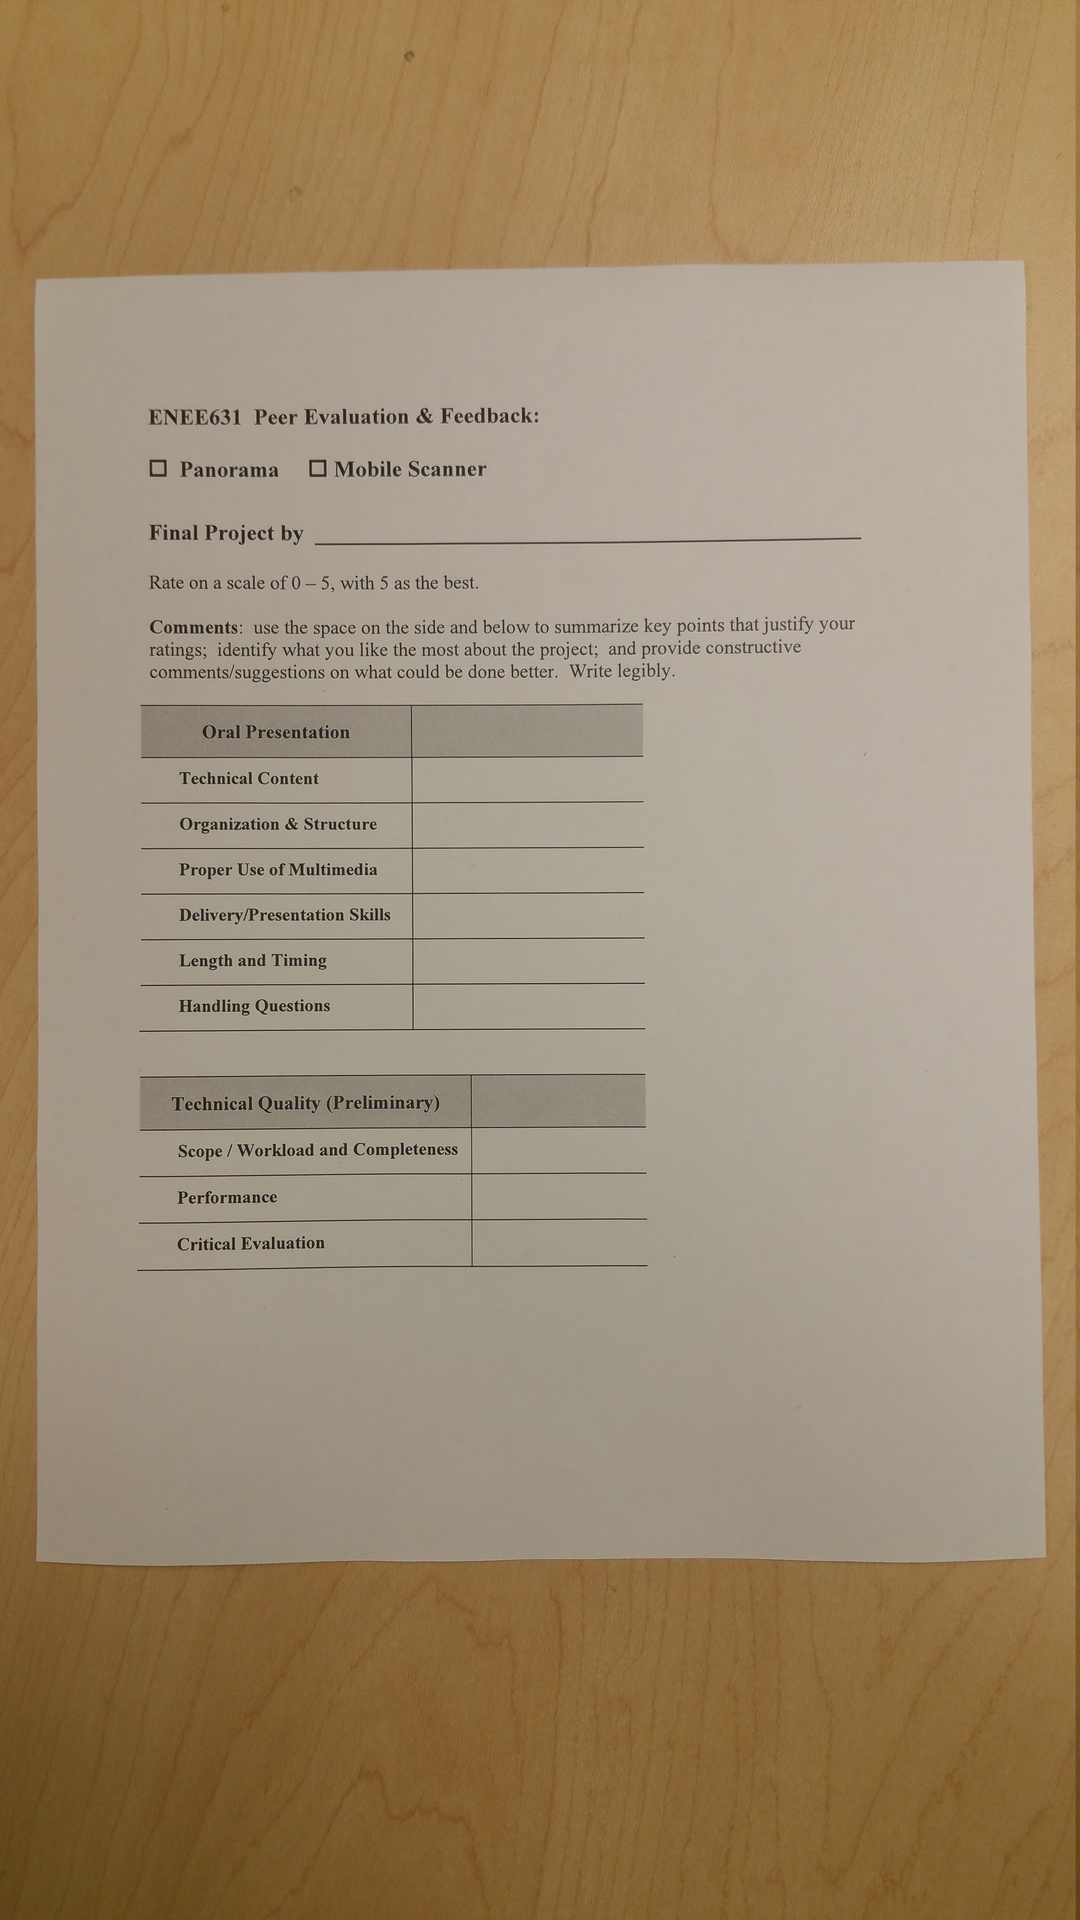 ENEE631 Peer Evaluation & Feedback:
☐ Panorama ☐ Mobile Scanner
Final Project by ____________________
Rate on a scale of 0 – 5, with 5 as the best.
Comments: use the space on the side and below to summarize key points that justify your
ratings; identify what you like the most about the project; and provide constructive
comments/suggestions on what could be done better. Write legibly.
Oral Presentation
Technical Content
Organization & Structure
Proper Use of Multimedia
Delivery/Presentation Skills
Length and Timing
Handling Questions
Technical Quality (Preliminary)
Scope / Workload and Completeness
Performance
Critical Evaluation